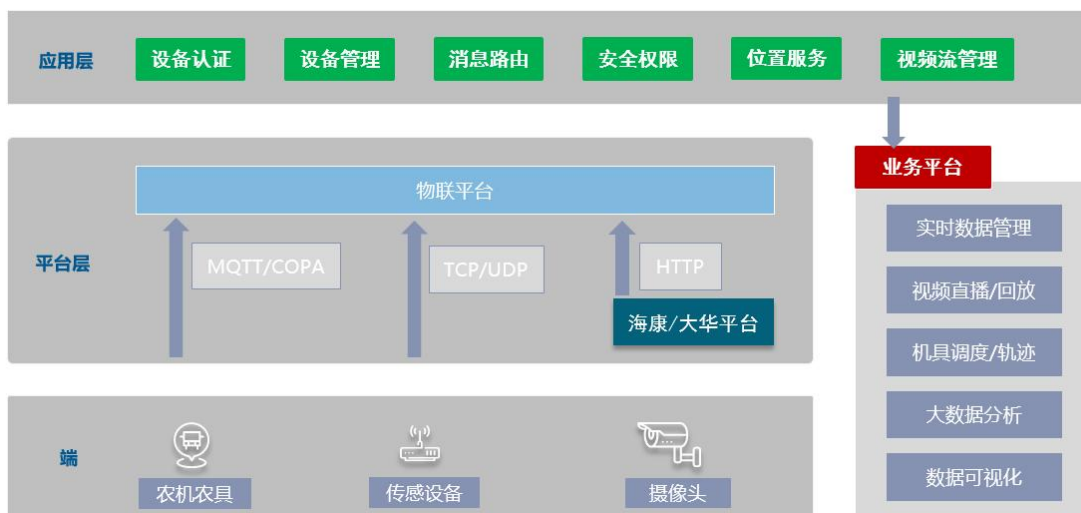 应用层
设备认证
设备管理
消息路由
安全权限
位置服务
视频流管理
业务平台
物联平台
实时数据管理
平台层
MQTT/COPA
TCP/UDP
HTTP
视频直播/回放
海康/大华平台
机具调度/轨迹
大数据分析
端
农机农具
传感设备
摄像头
数据可视化